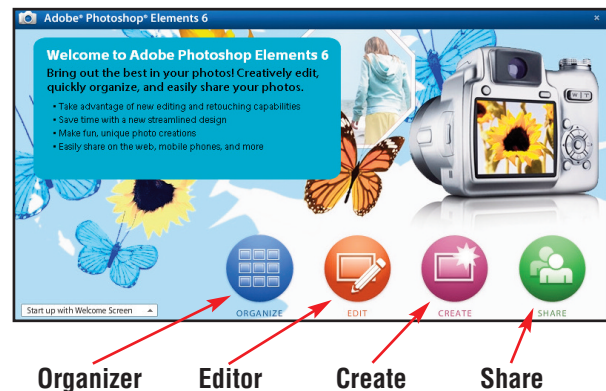 Adobe® Photoshop® Elements 6 ×
Welcome to Adobe Photoshop Elements 6
Bring out the best in your photos! Creatively edit,
quickly organize, and easily share your photos.
• Take advantage of new editing and retouching capabilities
• Save time with a new streamlined design
• Make fun, unique photo creations
• Easily share on the web, mobile phones, and more
W T
Start up with Welcome Screen
ORGANIZE EDIT CREATE SHARE
Organizer Editor Create Share